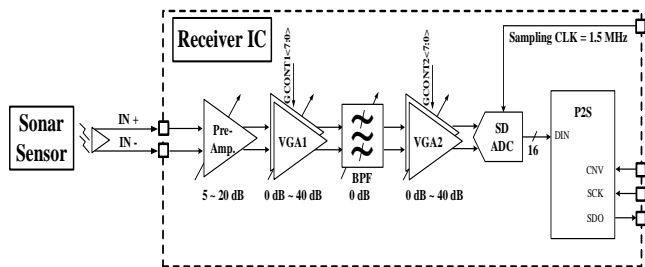 Receiver IC
Sampling CLK = 1.5 MHz
GCONT1<7:0>
GCONT2<7:0>
Sonar
Sensor
IN +
IN -
Pre-
Amp.
VGA1
VGA2
SD
ADC
16
P2S
DIN
CNV
SCK
SDO
BPF
5 ~ 20 dB
0 dB ~ 40 dB
0 dB
0 dB ~ 40 dB